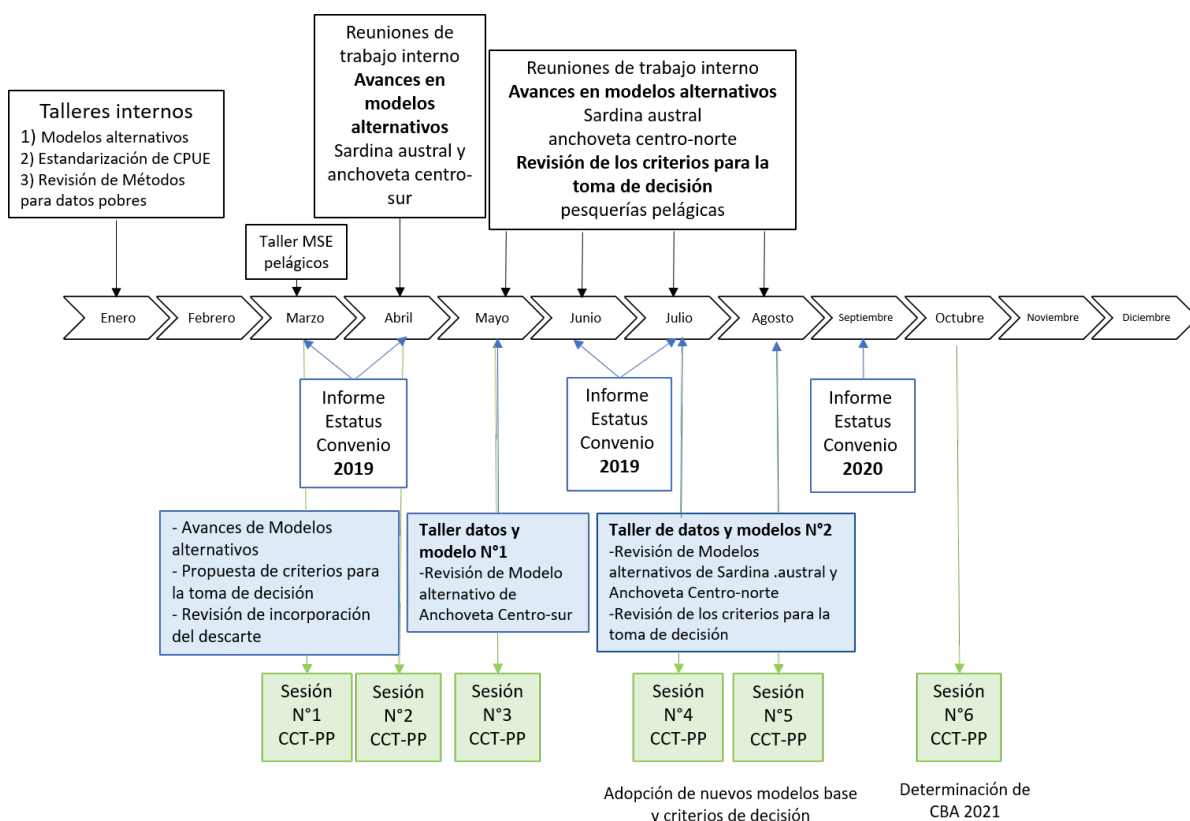 Talleres internos
1) Modelos alternativos
2) Estandarización de CPUE
3) Revisión de Métodos
para datos pobres
Taller MSE
pelágicos
Reuniones de
trabajo interno
Avances en
modelos
alternativos
Sardina austral y
anchoveta centro-
sur
Reuniones de trabajo interno
Avances en modelos alternativos
Sardina austral
anchoveta centro-norte
Revisión de los criterios para la
toma de decisión
pesquerías pelágicas
Enero
Febrero
Marzo
Abril
Mayo
Junio
Julio
Agosto
Septiembre
Octubre
Noviembre
Diciembre
Informe
Estatus
Convenio
2019
Informe
Estatus
Convenio
2019
Informe
Estatus
Convenio
2020
- Avances de Modelos
alternativos
- Propuesta de criterios para
la toma de decisión
- Revisión de incorporación
del descarte
Taller datos y
modelo N°1
-Revisión de Modelo
alternativo de
Anchoveta Centro-sur
Taller de datos y modelos N°2
-Revisión de Modelos
alternativos de Sardina .austral y
Anchoveta Centro-norte
-Revisión de los criterios para la
toma de decisión
Sesión
N°1
CCT-PP
Sesión
N°2
CCT-PP
Sesión
N°3
CCT-PP
Sesión
N°4
CCT-PP
Sesión
N°5
CCT-PP
Sesión
N°6
CCT-PP
Adopción de nuevos modelos base
y criterios de decisión
Determinación de
CBA 2021